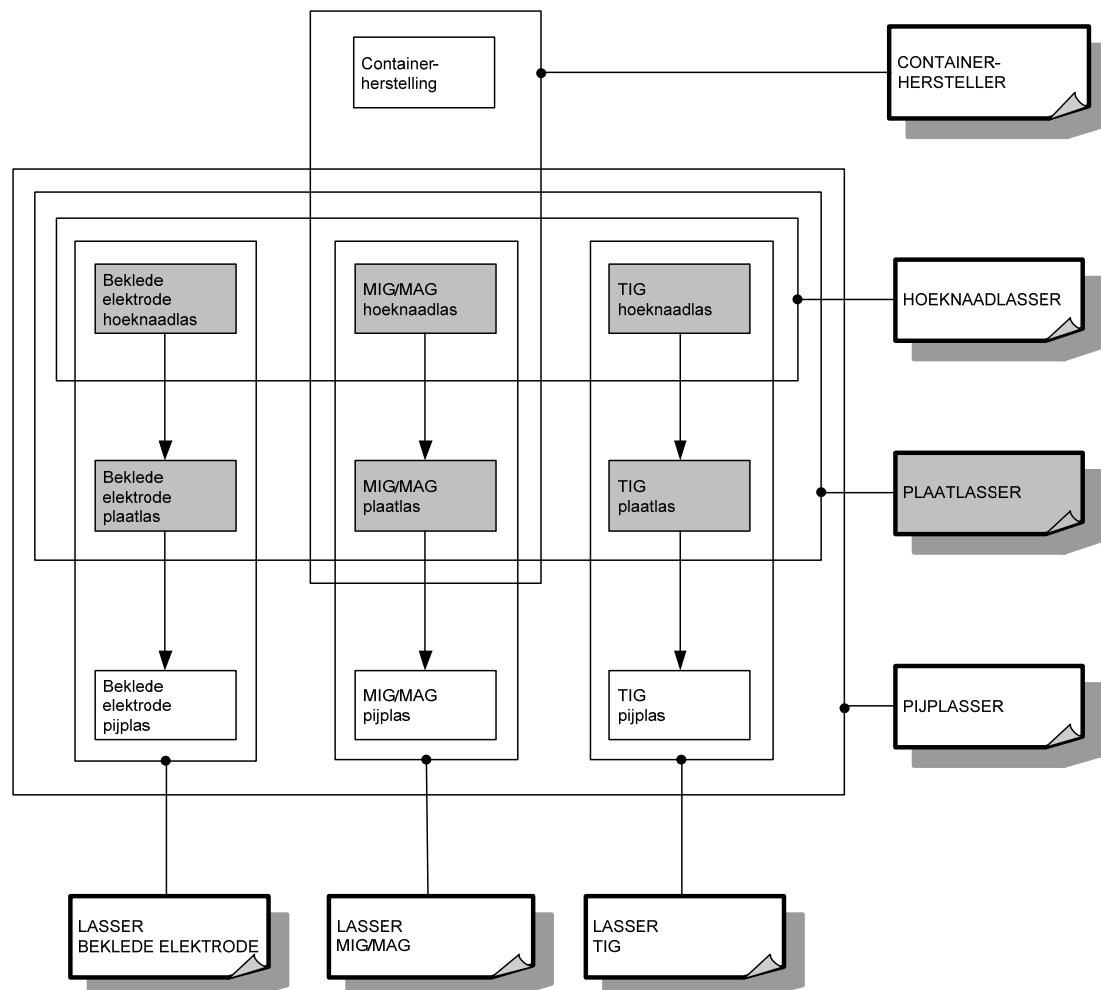 Container-
herstelling
CONTAINER-
HERSTELLER
Beklede
elektrode
hoeknaadlas
MIG/MAG
hoeknaadlas
TIG
hoeknaadlas
HOEKNAADLASSER
Beklede
elektrode
plaatlas
MIG/MAG
plaatlas
TIG
plaatlas
PLAATLASSER
Beklede
elektrode
pijplas
MIG/MAG
pijplas
TIG
pijplas
PIJPLASSER
LASSER
BEKLEDE ELEKTRODE
LASSER
MIG/MAG
LASSER
TIG